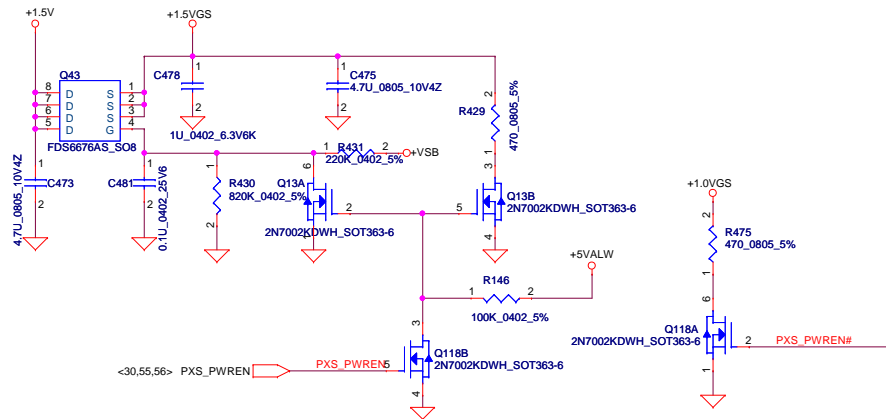 +1.5V
+1.5VGS
Q43
8 D S 1
7 D S 2
6 D S 3
5 D G 4
FDS6676AS_SO8
1
C478
2
1U_0402_6.3V6K
1
C475
4.7U_0805_10V4Z
2
2
R429
470_0805_5%
1
1
C473
2
4.7U_0805_10V4Z
1
C481
2
0.1U_0402_25V6
1
R430
820K_0402_5%
2
1 2
R431
220K_0402_5%
+VSB
6
Q13A
2
1
2N7002KDWH_SOT363-6
3
Q13B
5
2N7002KDWH_SOT363-6
4
+5VALW
R146
1 2
100K_0402_5%
3
Q118B
2N7002KDWH_SOT363-6
5
4
<30,55,56> PXS_PWREN
PXS_PWREN
+1.0VGS
2
R475
470_0805_5%
1
6
Q118A
2N7002KDWH_SOT363-6
2
PXS_PWREN#
1